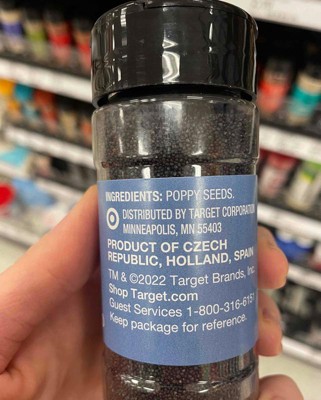 INGREDIENTS: POPPY SEEDS.
DISTRIBUTED BY TARGET CORPORATION
MINNEAPOLIS, MN 55403
PRODUCT OF CZECH
REPUBLIC, HOLLAND, SPAIN
TM & ©2022 Target Brands, Inc.
Shop Target.com
Guest Services 1-800-316-6151
Keep package for reference.